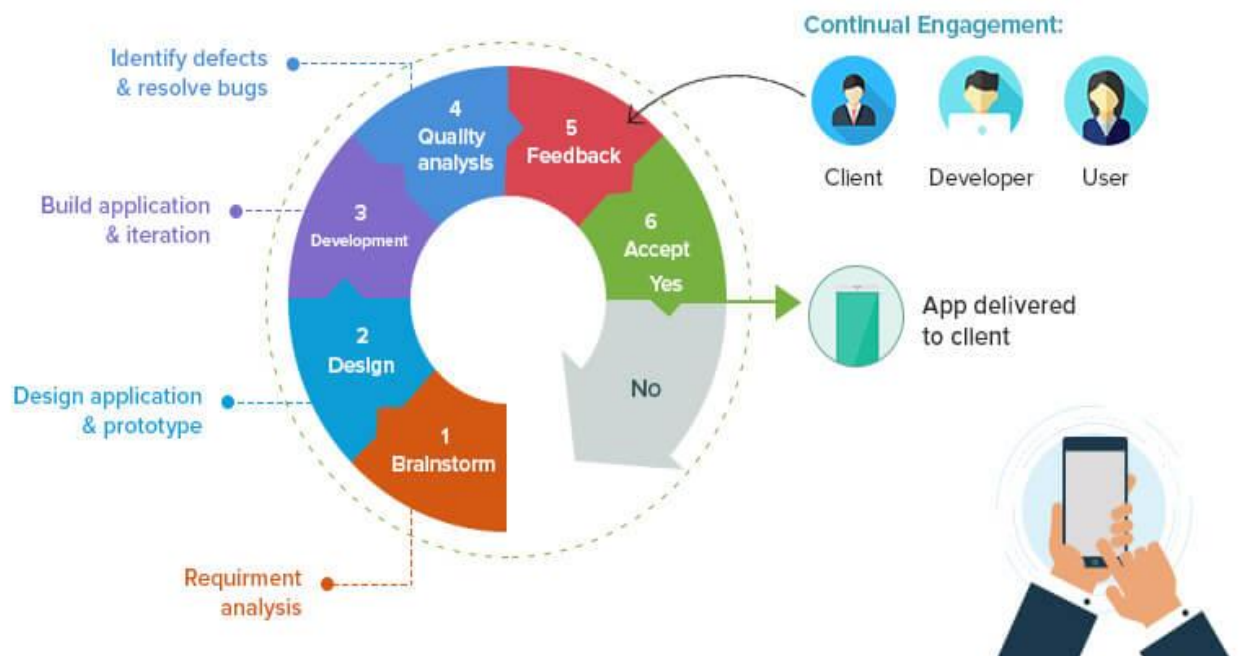 Continual Engagement:
Client
Developer
User
Identify defects
& resolve bugs
4
Quality
analysis
5
Feedback
Build application
& iteration
3
Development
6
Accept
Yes
App delivered
to client
2
Design
No
Design application
& prototype
1
Brainstorm
Requirment
analysis